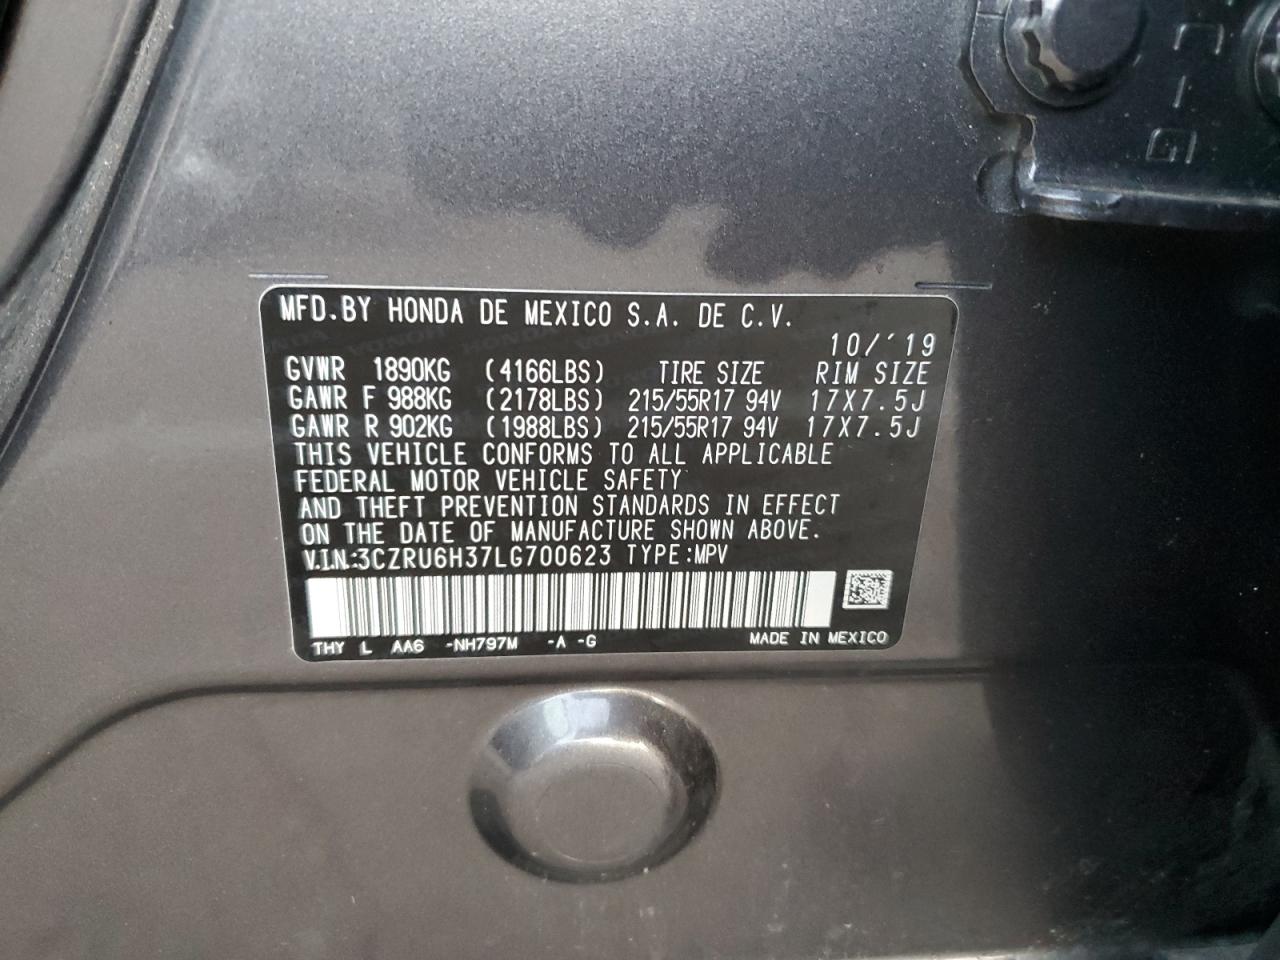 MFD.BY HONDA DE MEXICO S.A. DE C.V.
10/'19
GVWR 1890KG (4166LBS) TIRE SIZE RIM SIZE
GAWR F 988KG (2178LBS) 215/55R17 94V 17X7.5J
GAWR R 902KG (1988LBS) 215/55R17 94V 17X7.5J
THIS VEHICLE CONFORMS TO ALL APPLICABLE
FEDERAL MOTOR VEHICLE SAFETY
AND THEFT PREVENTION STANDARDS IN EFFECT
ON THE DATE OF MANUFACTURE SHOWN ABOVE.
V.I.N.:3CZRU6H37LG700623 TYPE:MPV
THY L AA6 -NH797M -A -G MADE IN MEXICO